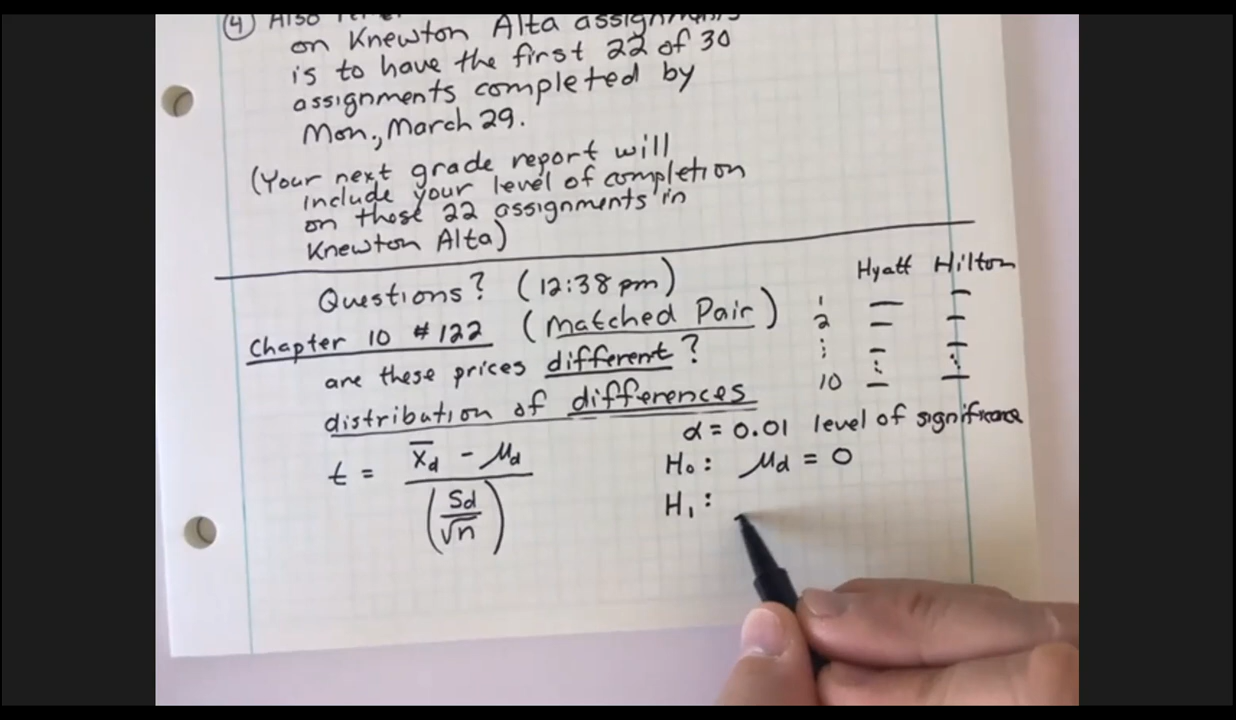 ④ Also
on Knewton Alta assignments
is to have the first 22 of 30
assignments completed by
Mon., March 29.
(Your next grade report will
include your level of completion
on those 22 assignments in
Knewton Alta)
Questions? (12:38 pm)
Hyatt Hilton
Chapter 10 #122 (Matched Pair)
1 — —
2 — —
⋮ — —
⋮ ⋮
10 — —
are these prices different?
distribution of differences
α = 0.01 level of significance
t = (x̄d - μd) / (Sd/√n)
H₀: μd = 0
H₁: